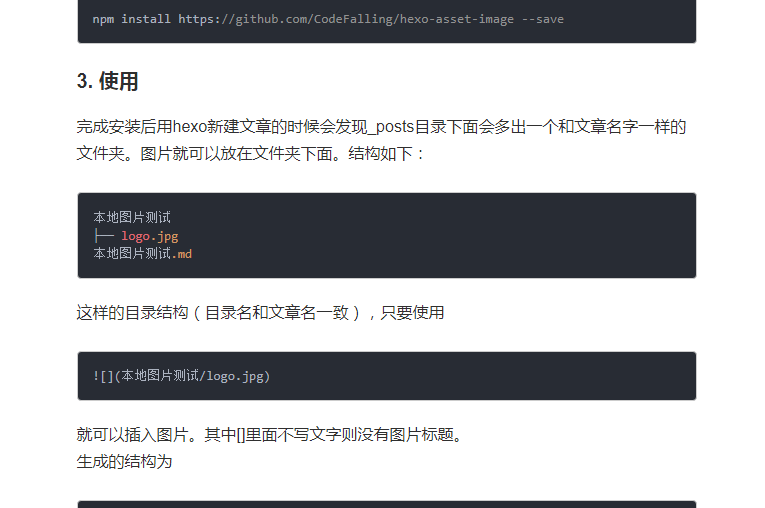 npm install https://github.com/CodeFalling/hexo-asset-image --save
3. 使用
完成安装后用hexo新建文章的时候会发现_posts目录下面会多出一个和文章名字一样的
文件夹。图片就可以放在文件夹下面。结构如下：
本地图片测试
├── logo.jpg
本地图片测试.md
这样的目录结构（目录名和文章名一致），只要使用
![](本地图片测试/logo.jpg)
就可以插入图片。其中[]里面不写文字则没有图片标题。
生成的结构为